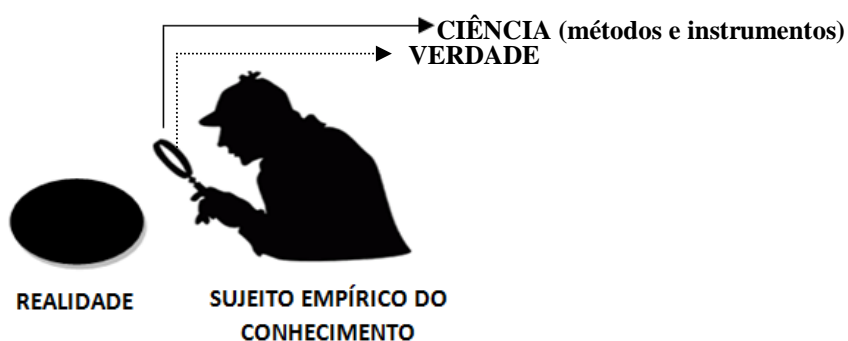 CIÊNCIA (métodos e instrumentos)
VERDADE
REALIDADE
SUJEITO EMPÍRICO DO
CONHECIMENTO